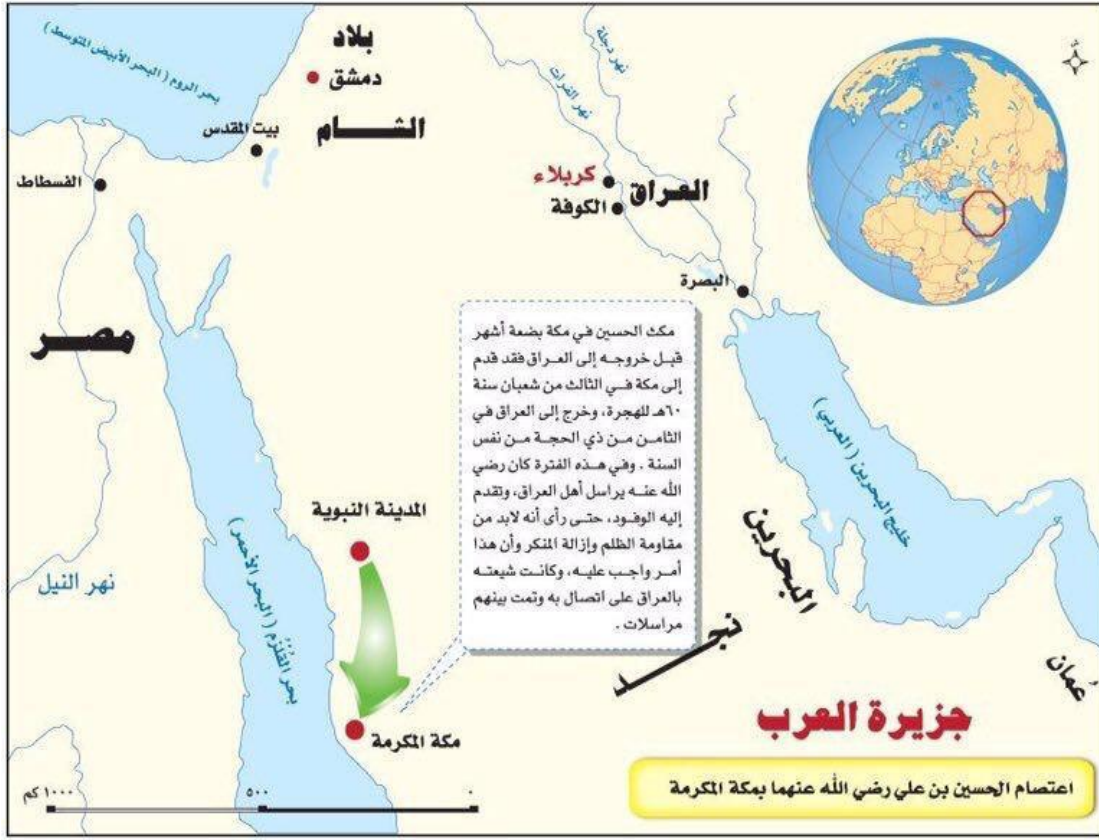 بحر الروم ( البحر الأبيض المتوسط )
بلاد
دمشق
الشـــــام
بيت المقدس
الفسطاط
نهر دجلة
نهر الفرات
كربلاء
العراق
الكوفة
البصرة
مصر
مكث الحسين في مكة بضعة أشهر
قبل خروجه إلى العراق فقد قدم
إلى مكة في الثالث من شعبان سنة
٦٠هـ للهجرة، وخرج إلى العراق في
الثامن من ذي الحجة من نفس
السنة . وفي هذه الفترة كان رضي
الله عنه يراسل أهل العراق، وتقدم
إليه الوفود، حتى رأى أنه لابد من
مقاومة الظلم وإزالة المنكر وأن هذا
أمر واجب عليه، وكانت شيعته
بالعراق على اتصال به وتمت بينهم
مراسلات .
المدينة النبوية
نهر النيل
بحر القُلْزُم ( البحر الأحمر )
خليج البحرين ( العربي )
البحرين
نجـــــد
عُمان
مكة المكرمة
جزيرة العرب
١٠٠٠ كم
٥٠٠
٠
اعتصام الحسين بن علي رضي الله عنهما بمكة المكرمة